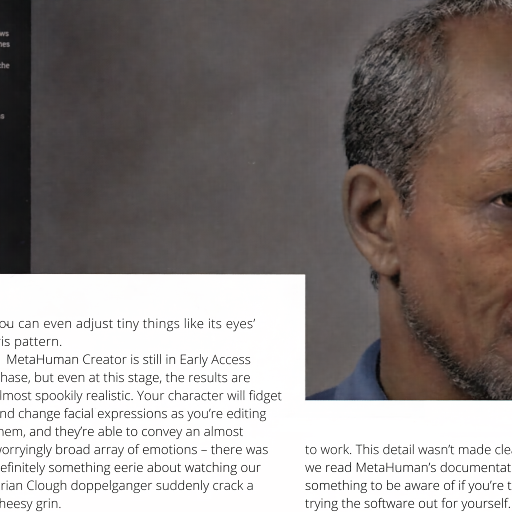 ws
nes
the
s
ou can even adjust tiny things like its eyes’
is pattern.
MetaHuman Creator is still in Early Access
hase, but even at this stage, the results are
lmost spookily realistic. Your character will fidget
nd change facial expressions as you’re editing
hem, and they’re able to convey an almost
worryingly broad array of emotions – there was
efinitely something eerie about watching our
rian Clough doppelganger suddenly crack a
heesy grin.
to work. This detail wasn’t made clea
we read MetaHuman’s documentat
something to be aware of if you’re t
trying the software out for yourself.